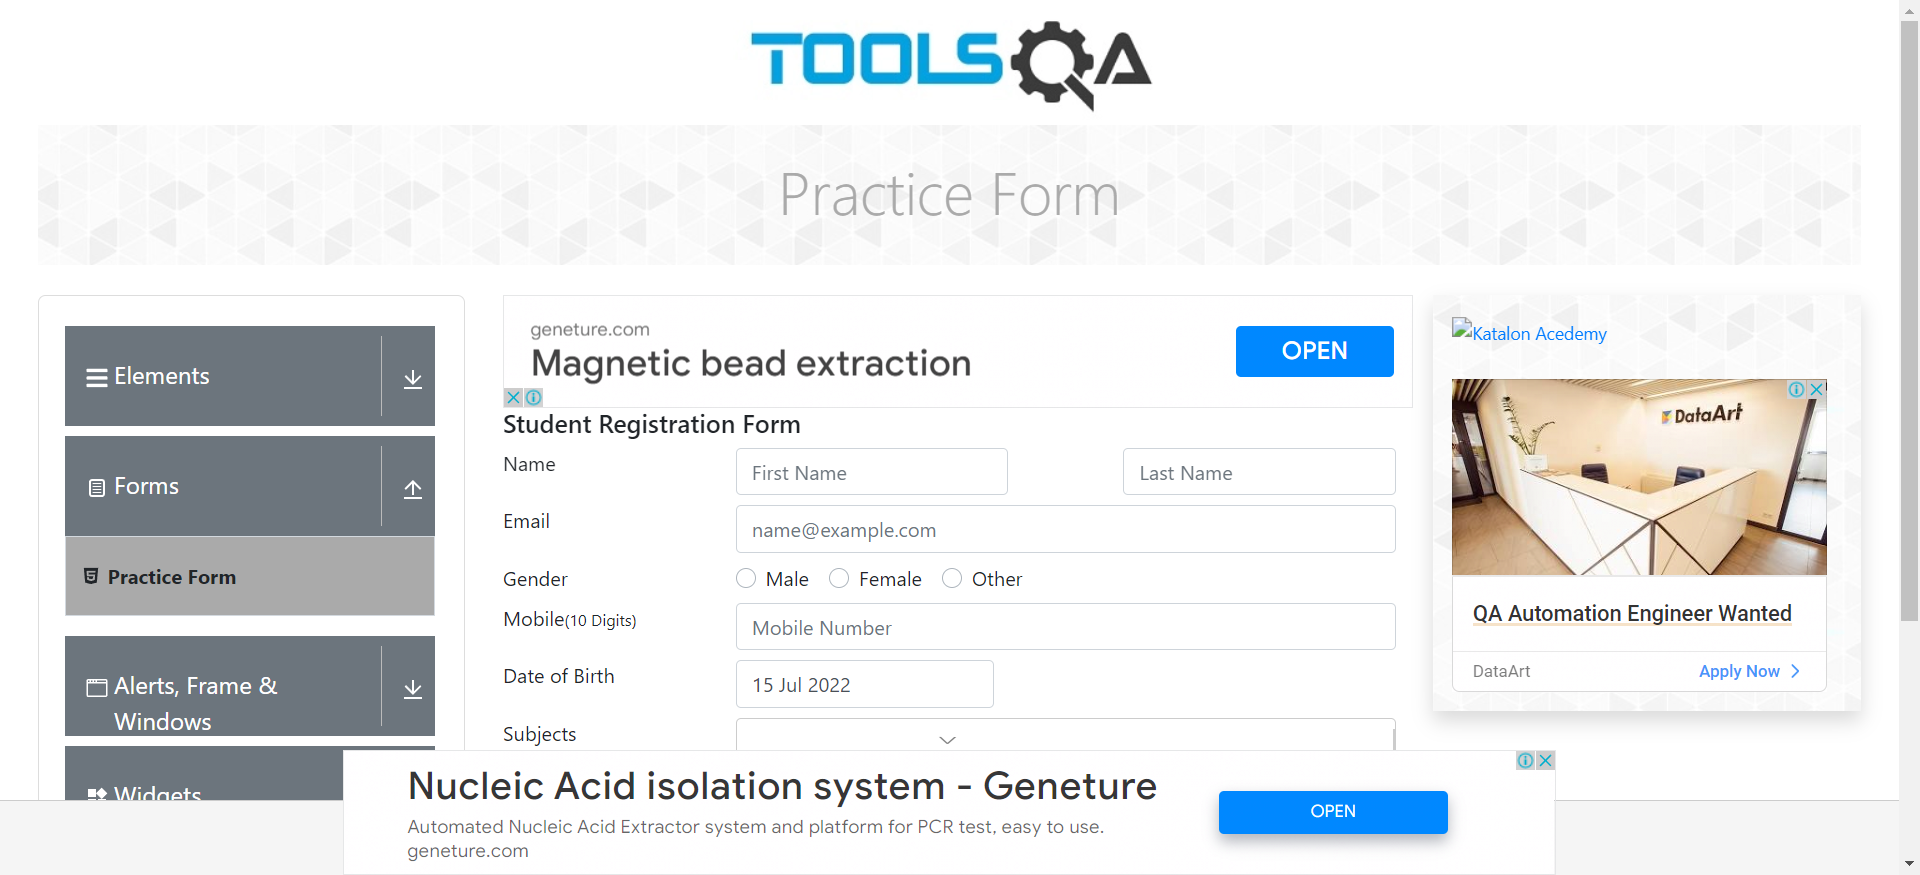 TOOLSQA
Practice Form
Elements
Forms
Practice Form
Alerts, Frame &
Windows
Widgets
geneture.com
Magnetic bead extraction
OPEN
Student Registration Form
Name
First Name
Last Name
Email
name@example.com
Gender
Male
Female
Other
Mobile(10 Digits)
Mobile Number
Date of Birth
15 Jul 2022
Subjects
Katalon Acedemy
DataArt
QA Automation Engineer Wanted
DataArt
Apply Now
Nucleic Acid isolation system - Geneture
Automated Nucleic Acid Extractor system and platform for PCR test, easy to use.
geneture.com
OPEN